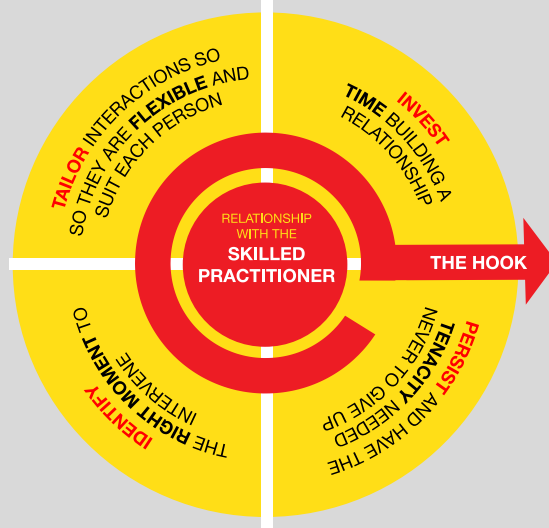 TAILOR INTERACTIONS SO
SO THEY ARE FLEXIBLE AND
SUIT EACH PERSON
INVEST
TIME BUILDING A
RELATIONSHIP
RELATIONSHIP
WITH THE
SKILLED
PRACTITIONER
THE HOOK
IDENTIFY
THE RIGHT MOMENT TO
INTERVENE
PERSIST AND HAVE THE
TENACITY NEEDED
NEVER TO GIVE UP